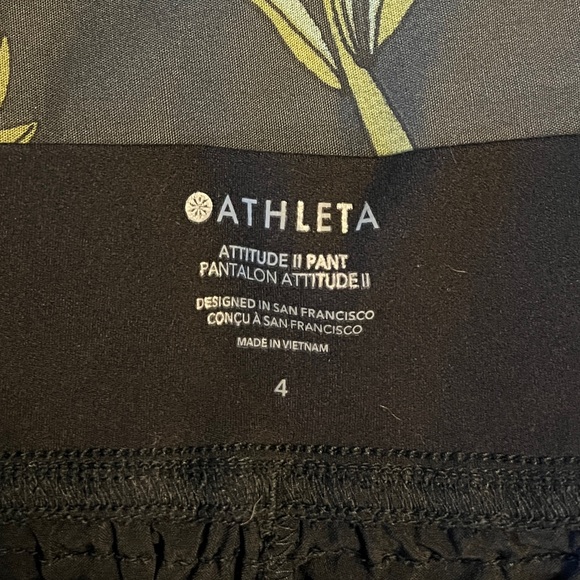 ATHLETA
ATTITUDE II PANT
PANTALON ATTITUDE II
DESIGNED IN SAN FRANCISCO
CONÇU À SAN FRANCISCO
MADE IN VIETNAM
4